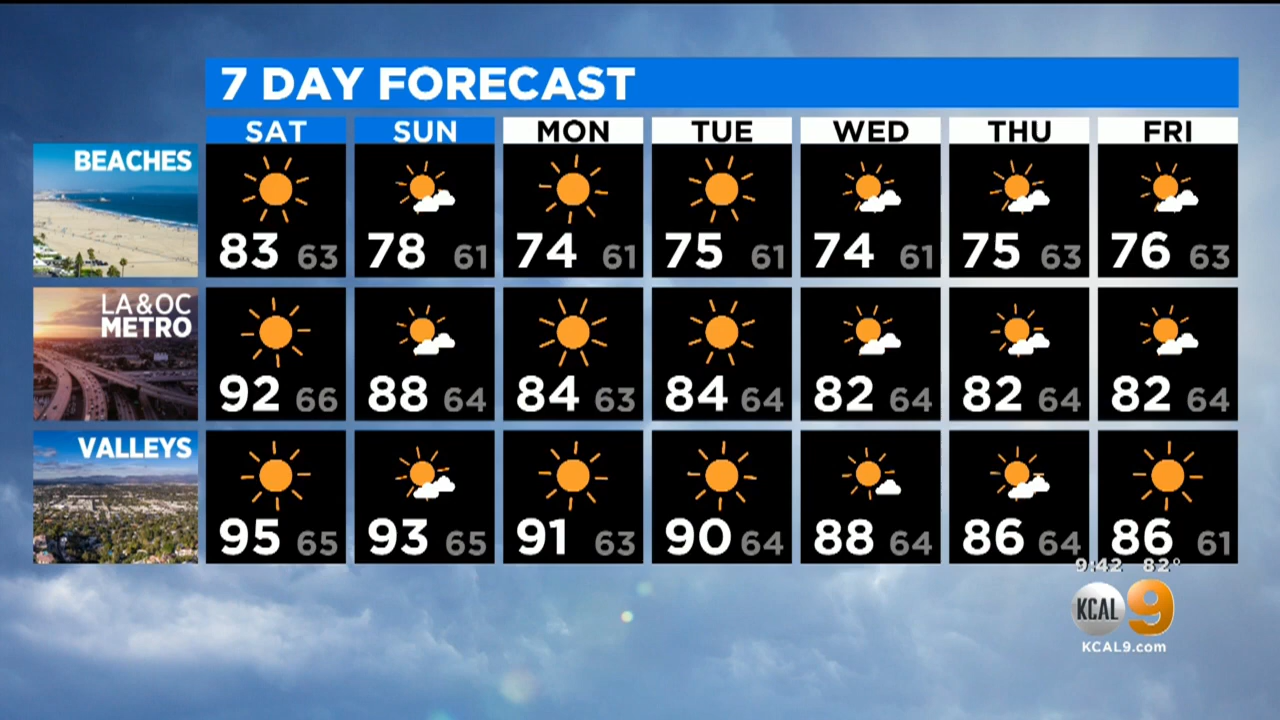 7 DAY FORECAST
SAT SUN MON TUE WED THU FRI
BEACHES
83 63 78 61 74 61 75 61 74 61 75 63 76 63
LA&OC
METRO
92 66 88 64 84 63 84 64 82 64 82 64 82 64
VALLEYS
95 65 93 65 91 63 90 64 88 64 86 64 86 61
9:42 82°
KCAL 9
KCAL9.com